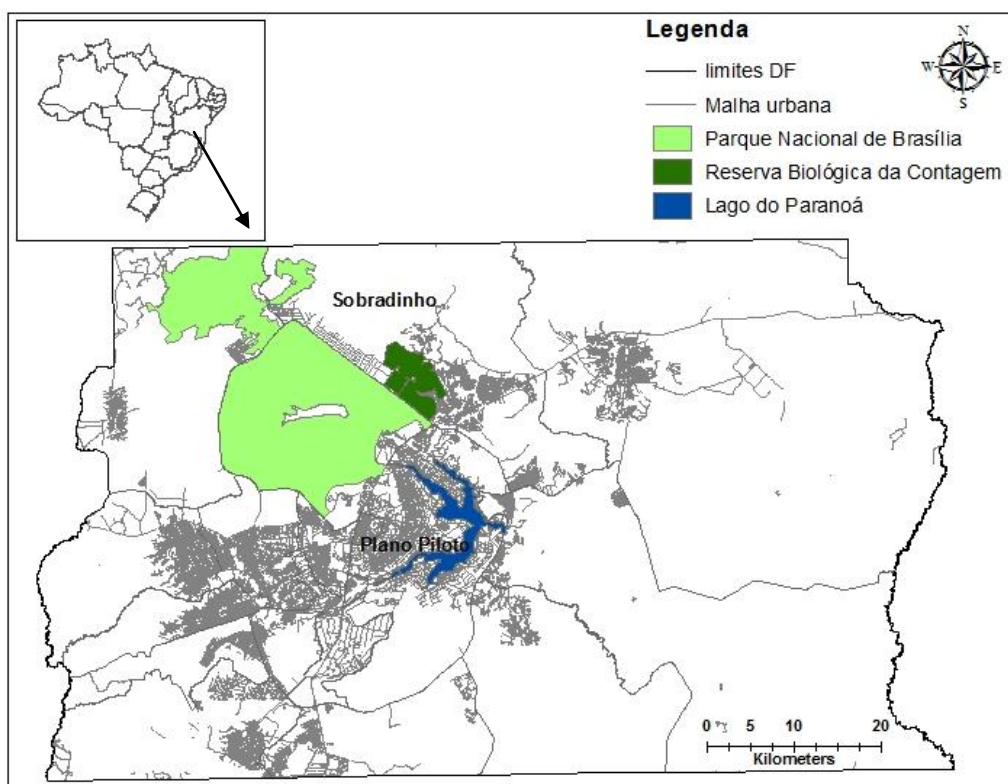 Legenda
limites DF
Malha urbana
Parque Nacional de Brasília
Reserva Biológica da Contagem
Lago do Paranoá
N
W E
S
Sobradinho
Plano Piloto
0 5 10 20
Kilometers